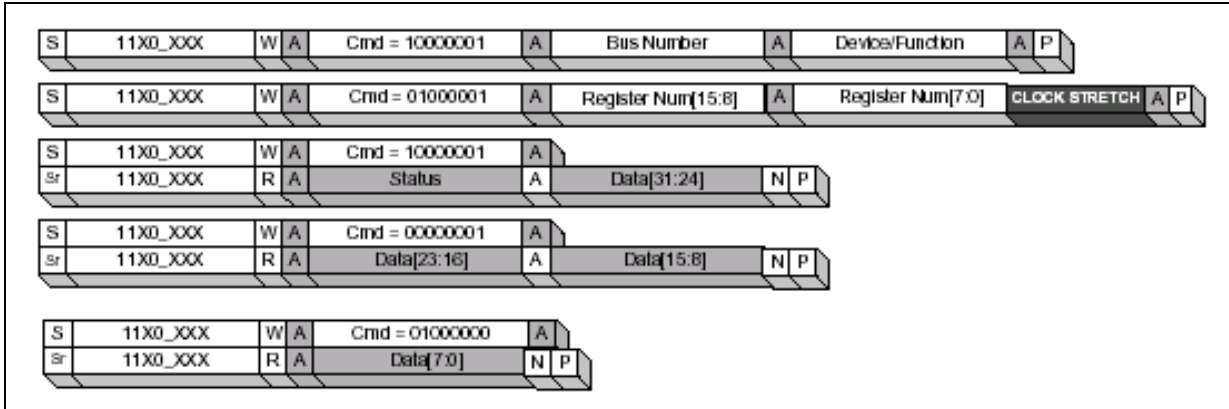 S 11X0_XXX W A Cmd = 10000001 A Bus Number A Device/Function A P
S 11X0_XXX W A Cmd = 01000001 A Register Num[15:8] A Register Num[7:0] CLOCK STRETCH A P
S 11X0_XXX W A Cmd = 10000001 A
Sr 11X0_XXX R A Status A Data[31:24] N P
S 11X0_XXX W A Cmd = 00000001 A
Sr 11X0_XXX R A Data[23:16] A Data[15:8] N P
S 11X0_XXX W A Cmd = 01000000 A
Sr 11X0_XXX R A Data[7:0] N P